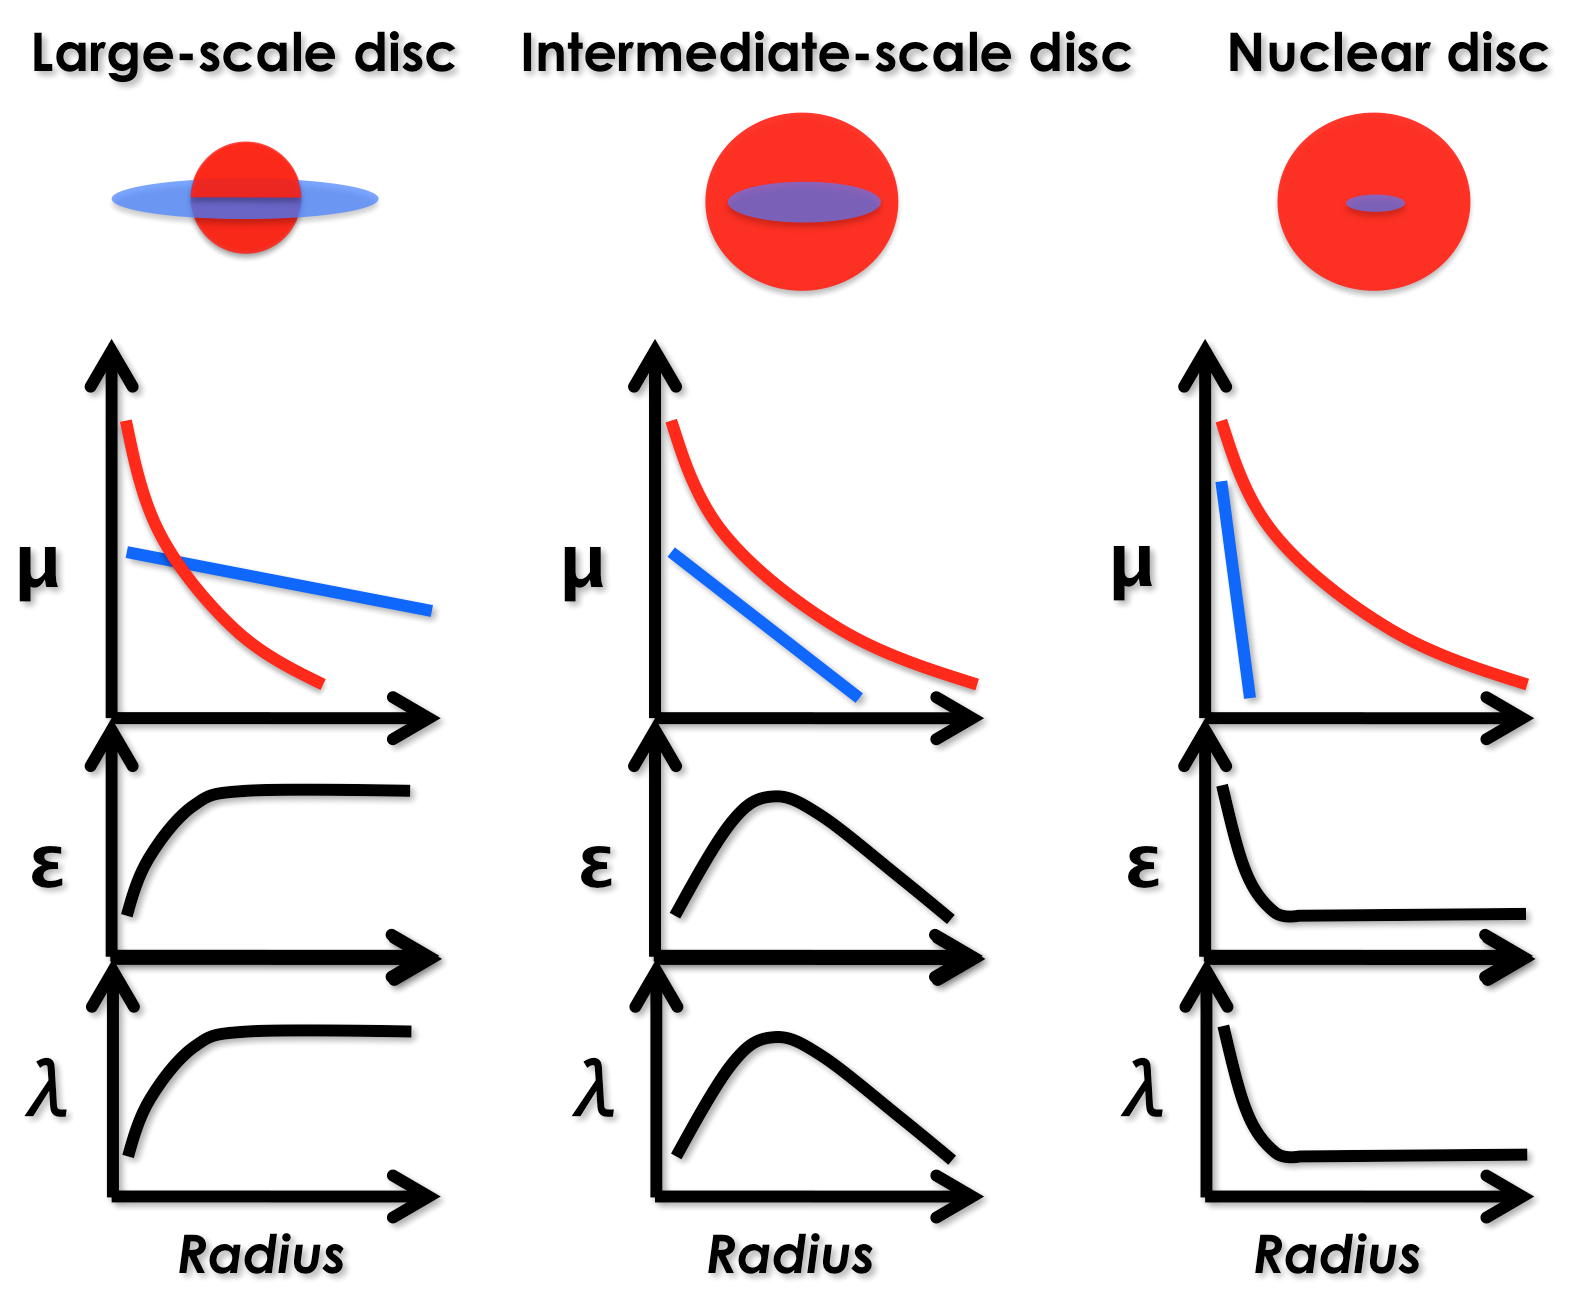 Large-scale disc Intermediate-scale disc Nuclear disc
μ μ μ
ε ε ε
λ λ λ
Radius Radius Radius